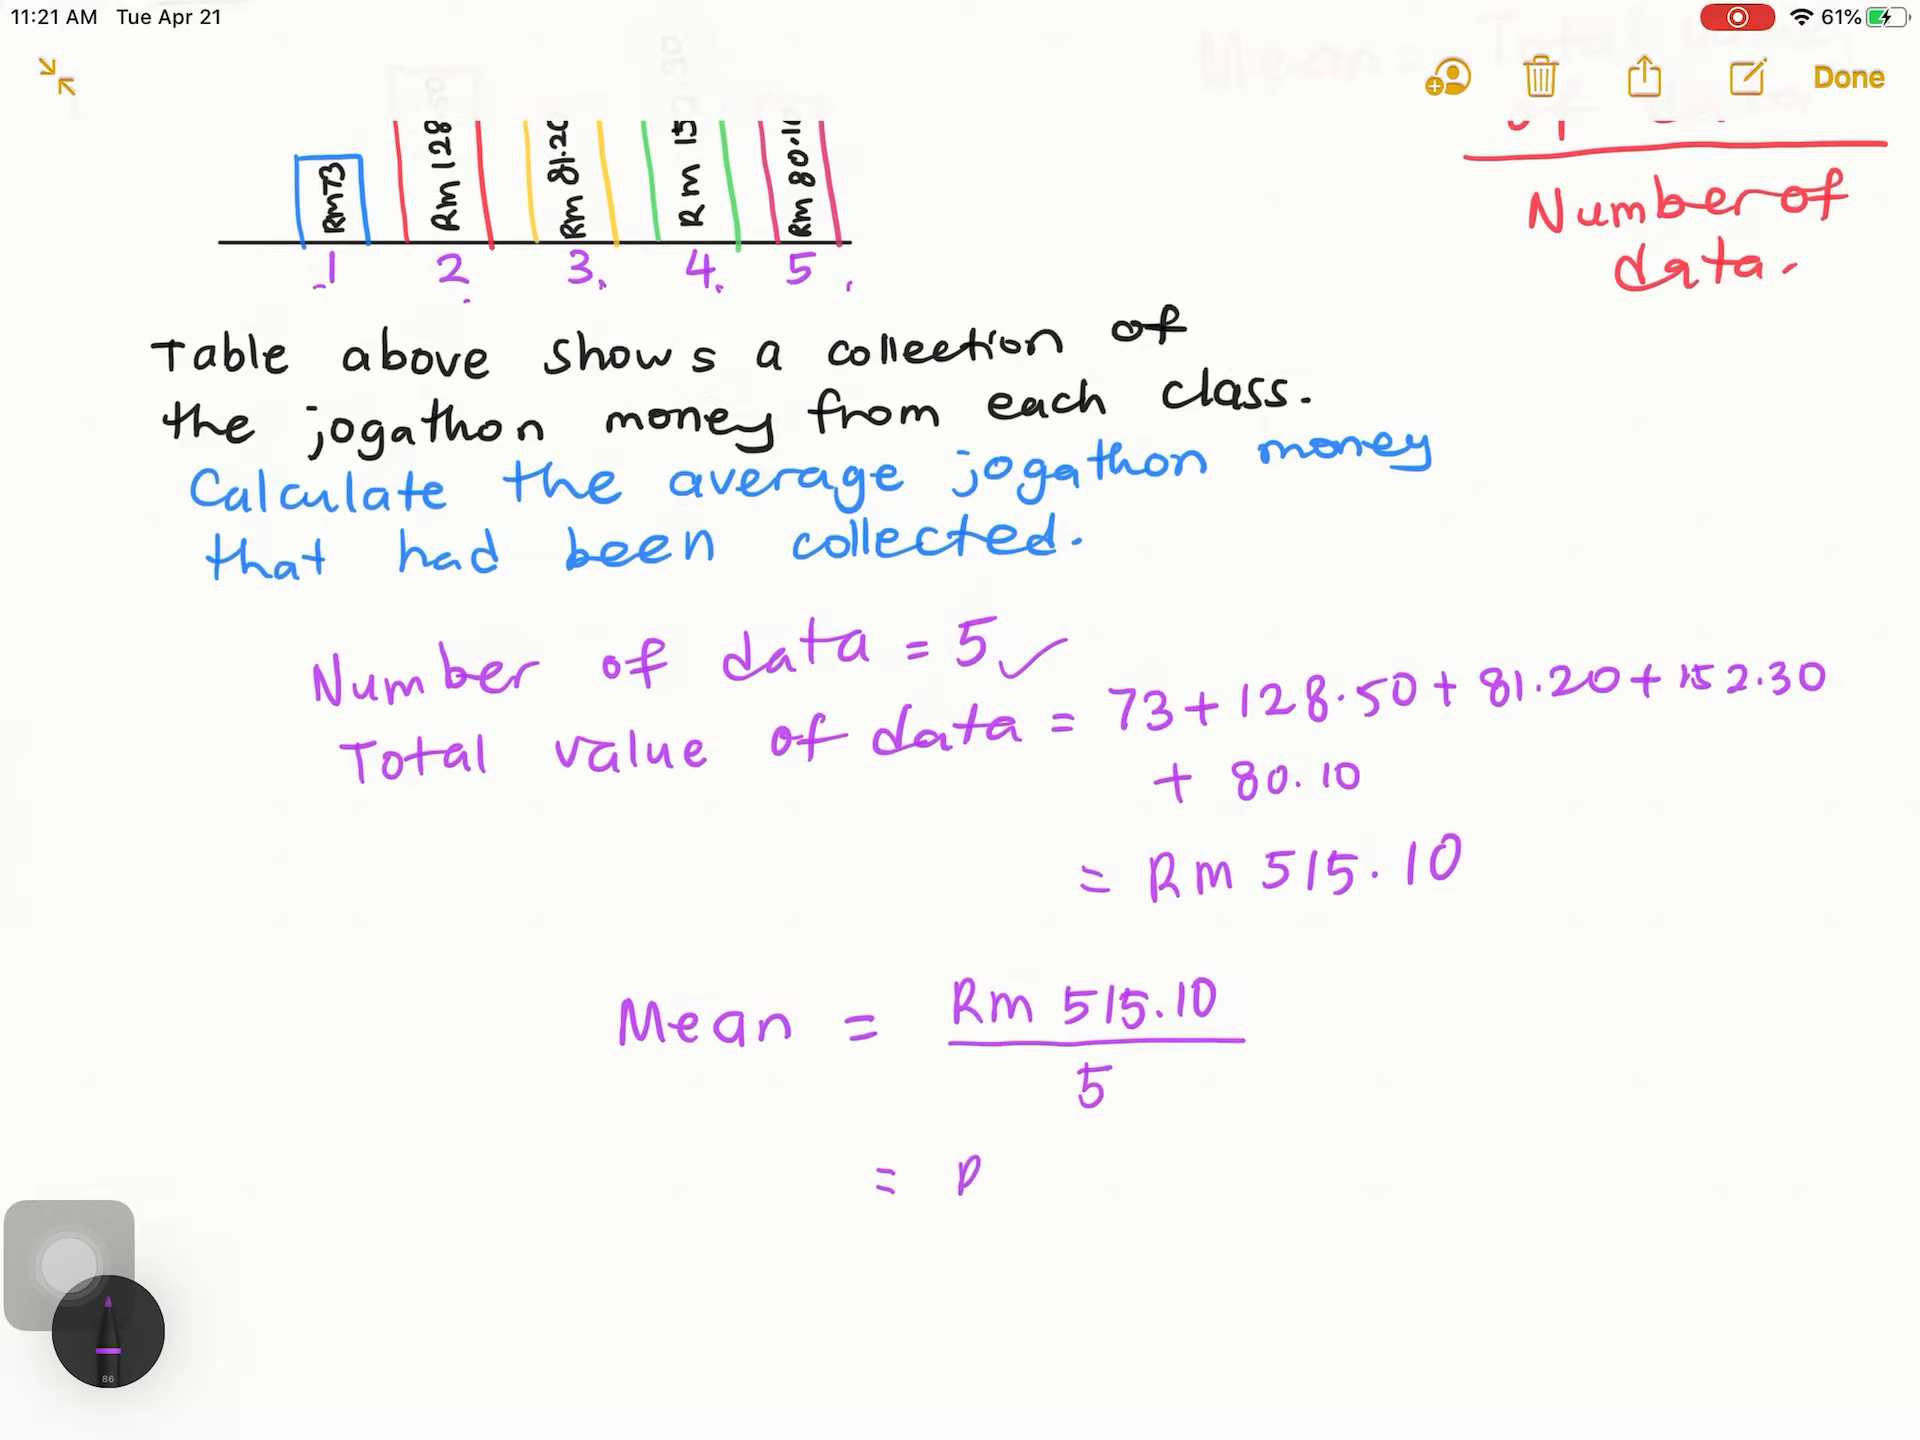 11:21 AM Tue Apr 21
61%
Done
Rm73
Rm 128
Rm 81.20
Rm 15
Rm 80.10
1 2 3. 4. 5
Number of
data.
Table above shows a collection of
the jogathon money from each class.
Calculate the average jogathon money
that had been collected.
Number of data = 5 ✓
Total value of data = 73 + 128.50 + 81.20 + 152.30
+ 80.10
= Rm 515.10
Mean = Rm 515.10
5
=
86